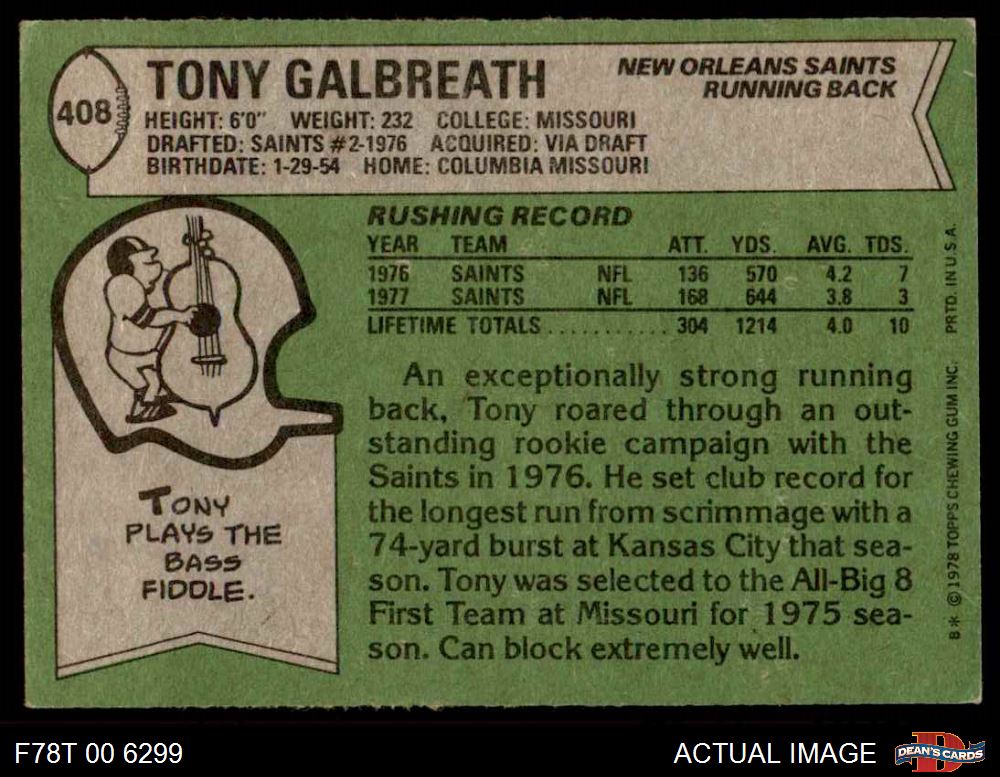 408
TONY GALBREATH
NEW ORLEANS SAINTS
RUNNING BACK
HEIGHT: 6'0" WEIGHT: 232 COLLEGE: MISSOURI
DRAFTED: SAINTS #2-1976 ACQUIRED: VIA DRAFT
BIRTHDATE: 1-29-54 HOME: COLUMBIA MISSOURI
RUSHING RECORD
YEAR TEAM ATT. YDS. AVG. TDS.
1976 SAINTS NFL 136 570 4.2 7
1977 SAINTS NFL 168 644 3.8 3
LIFETIME TOTALS........... 304 1214 4.0 10
An exceptionally strong running
back, Tony roared through an out-
standing rookie campaign with the
Saints in 1976. He set club record for
the longest run from scrimmage with a
74-yard burst at Kansas City that sea-
son. Tony was selected to the All-Big 8
First Team at Missouri for 1975 sea-
son. Can block extremely well.
TONY
PLAYS THE
BASS
FIDDLE.
B* ©1978 TOPPS CHEWING GUM INC. PRTD. IN U.S.A.
F78T 00 6299
ACTUAL IMAGE
DEAN'S CARDS